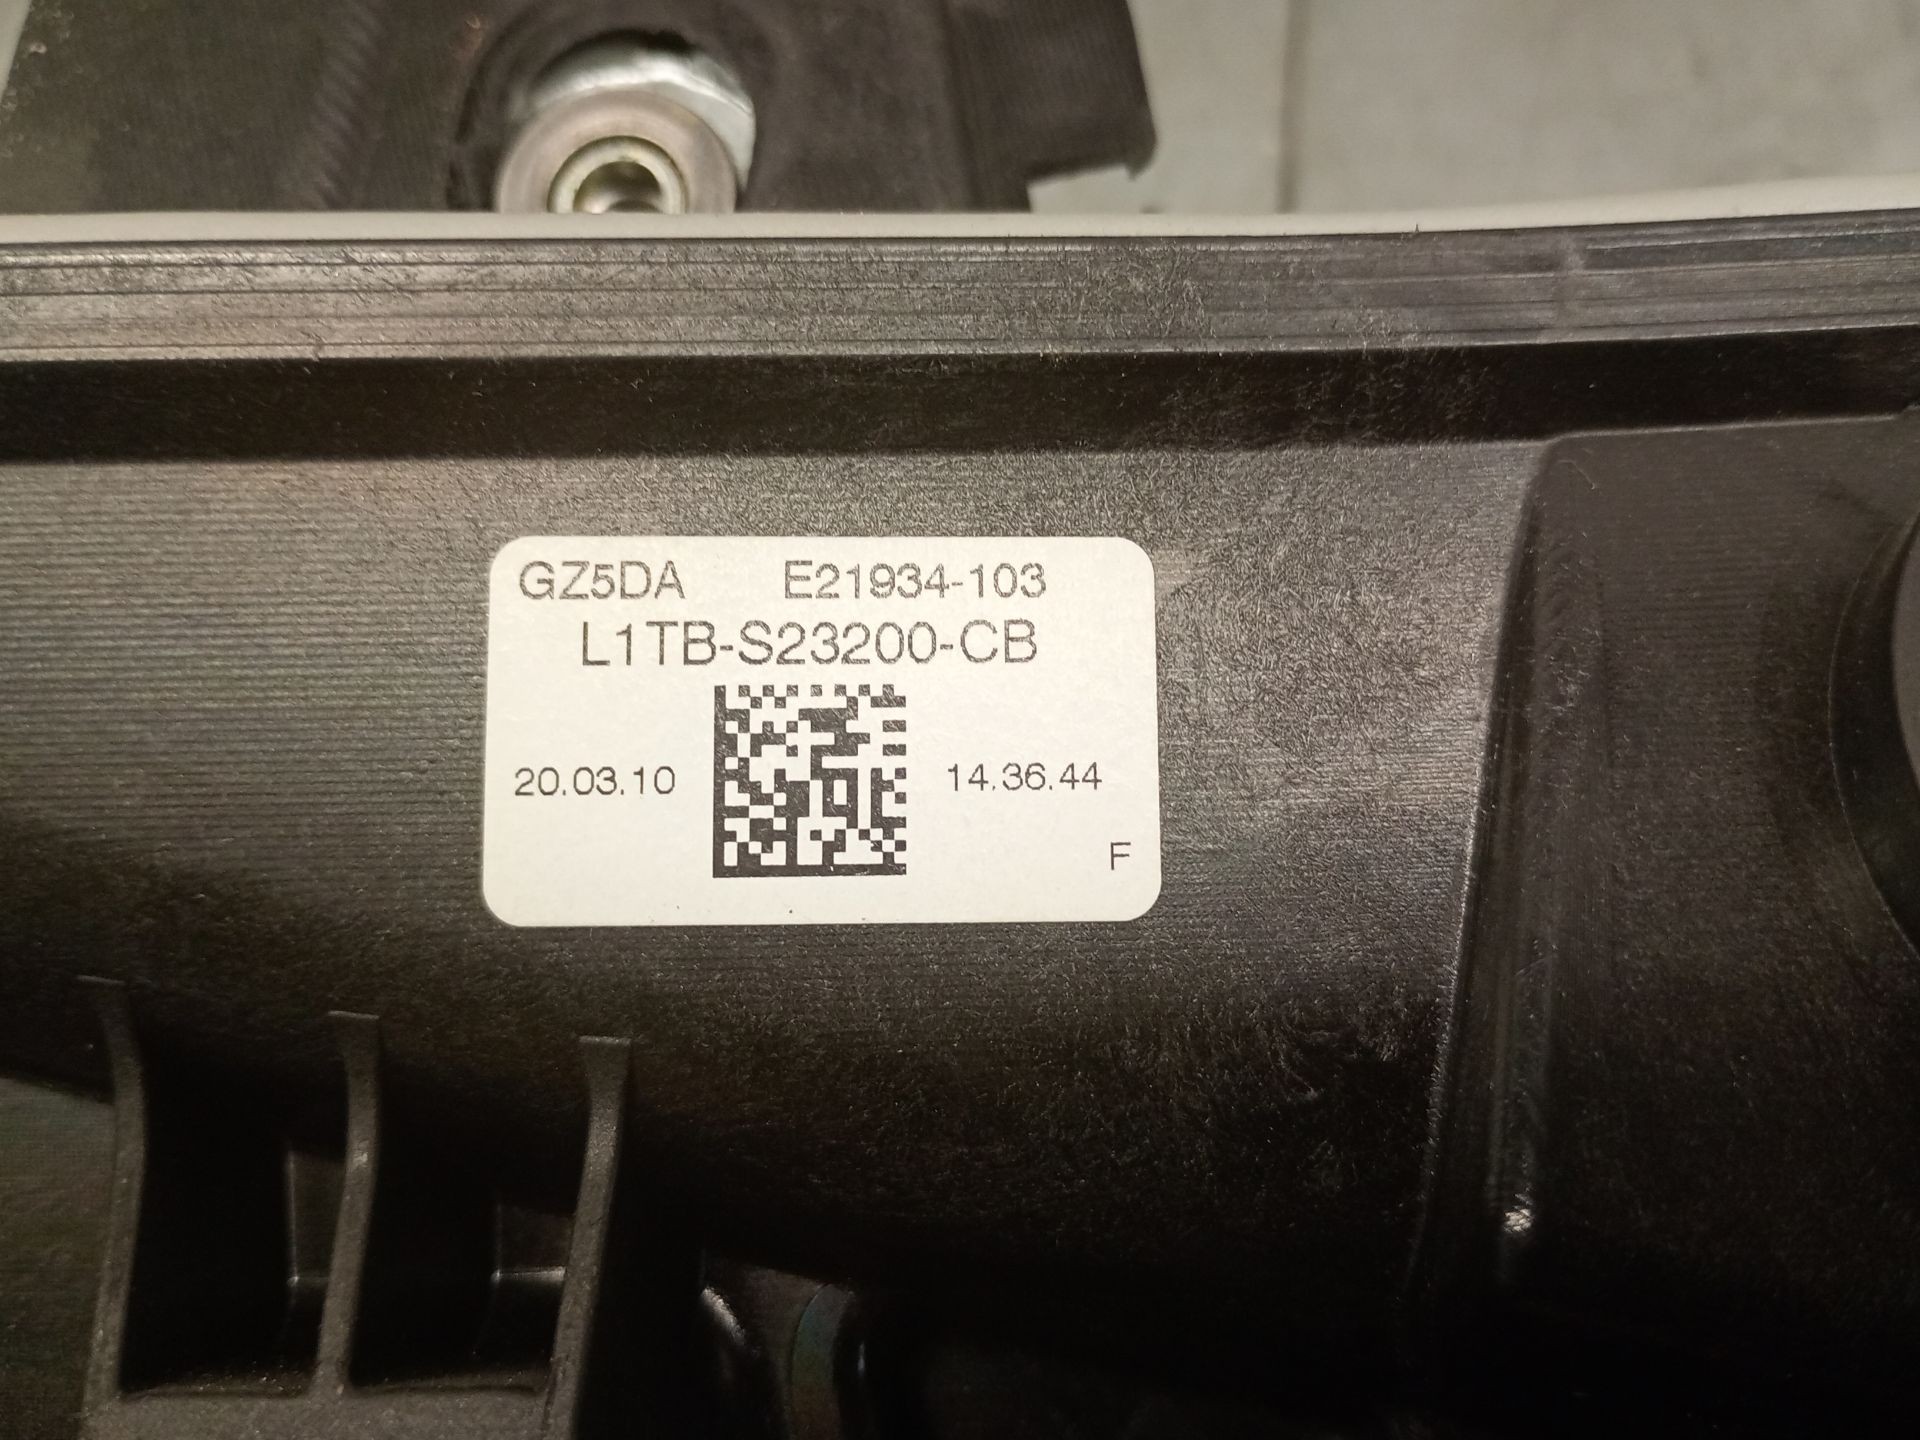 GZ5DA E21934-103
L1TB-S23200-CB
20.03.10 14.36.44
F